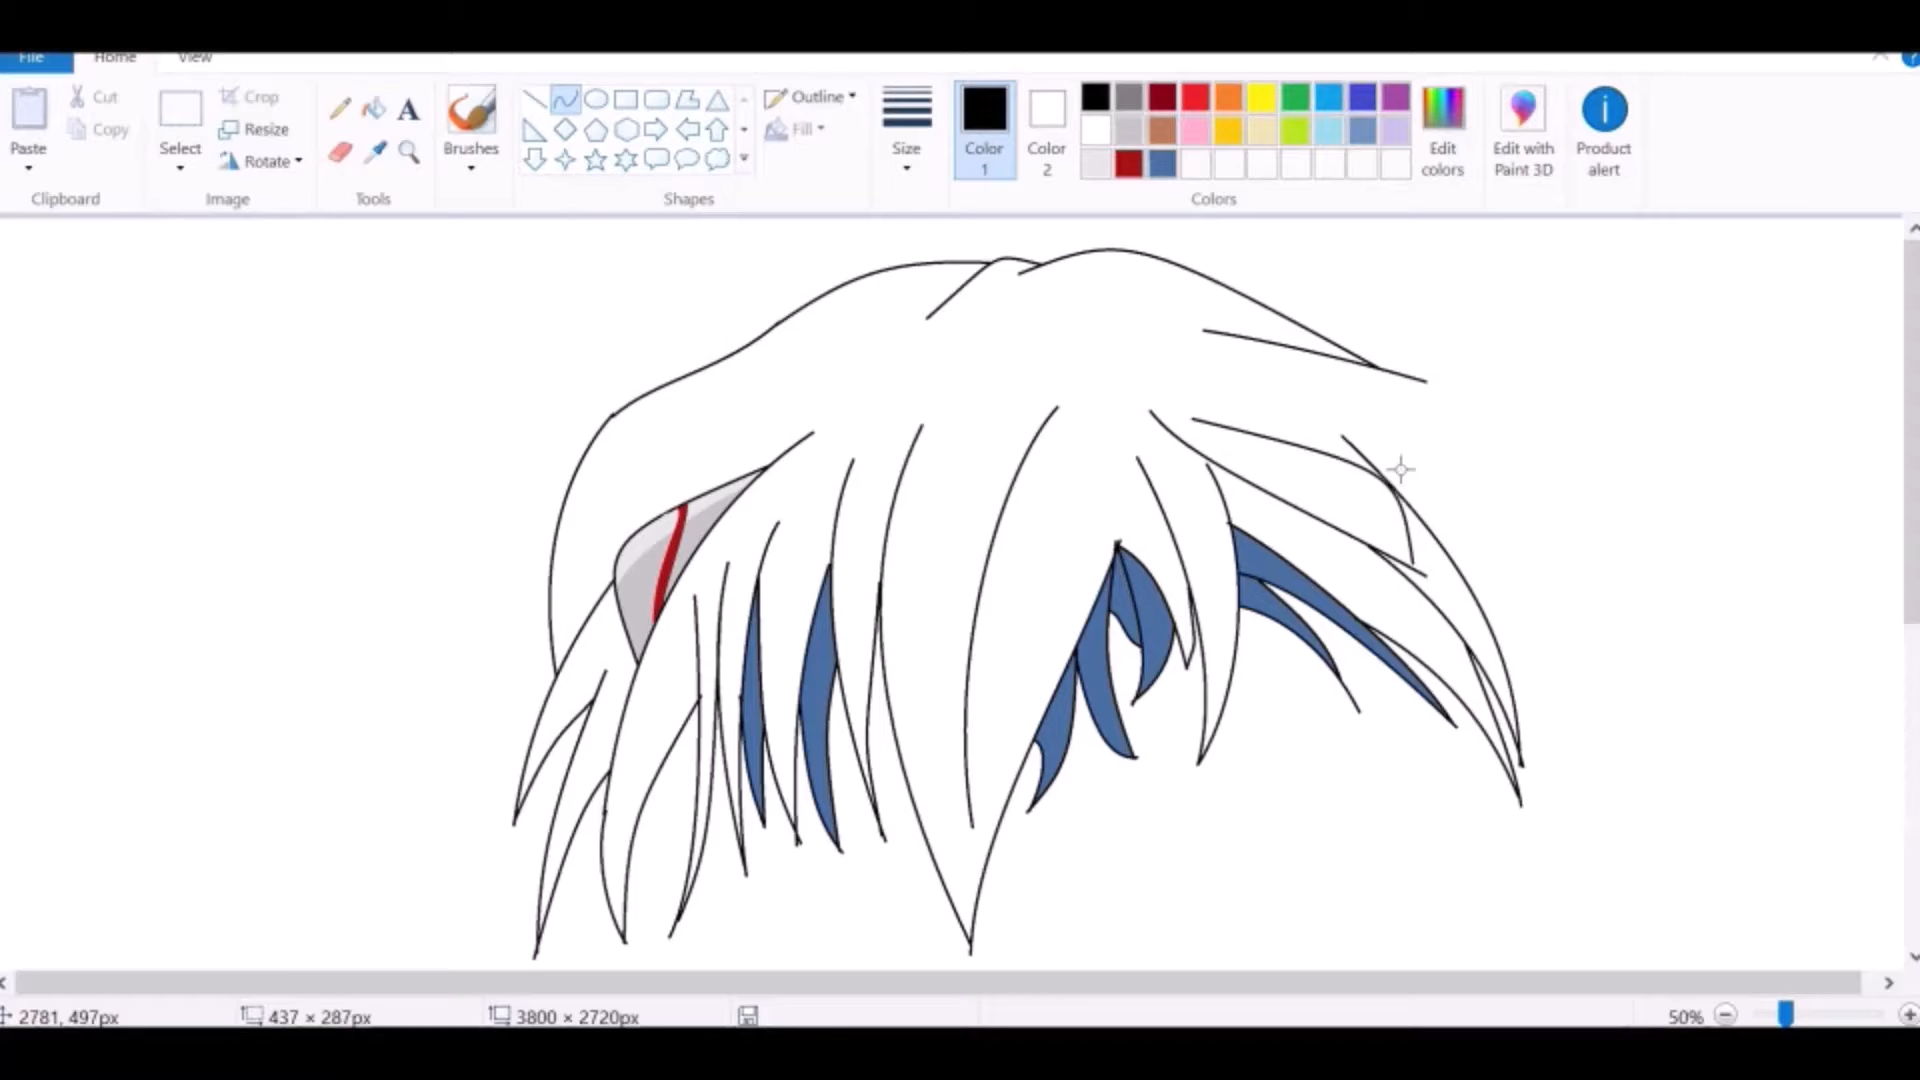 File Home View
Paste Cut Copy
Clipboard
Select Crop Resize Rotate
Image
A
Tools
Brushes
Shapes
Outline Fill
Size
Color 1
Color 2
Colors
Edit colors
Edit with Paint 3D
Product alert
2781, 497px 437 × 287px 3800 × 2720px 50%